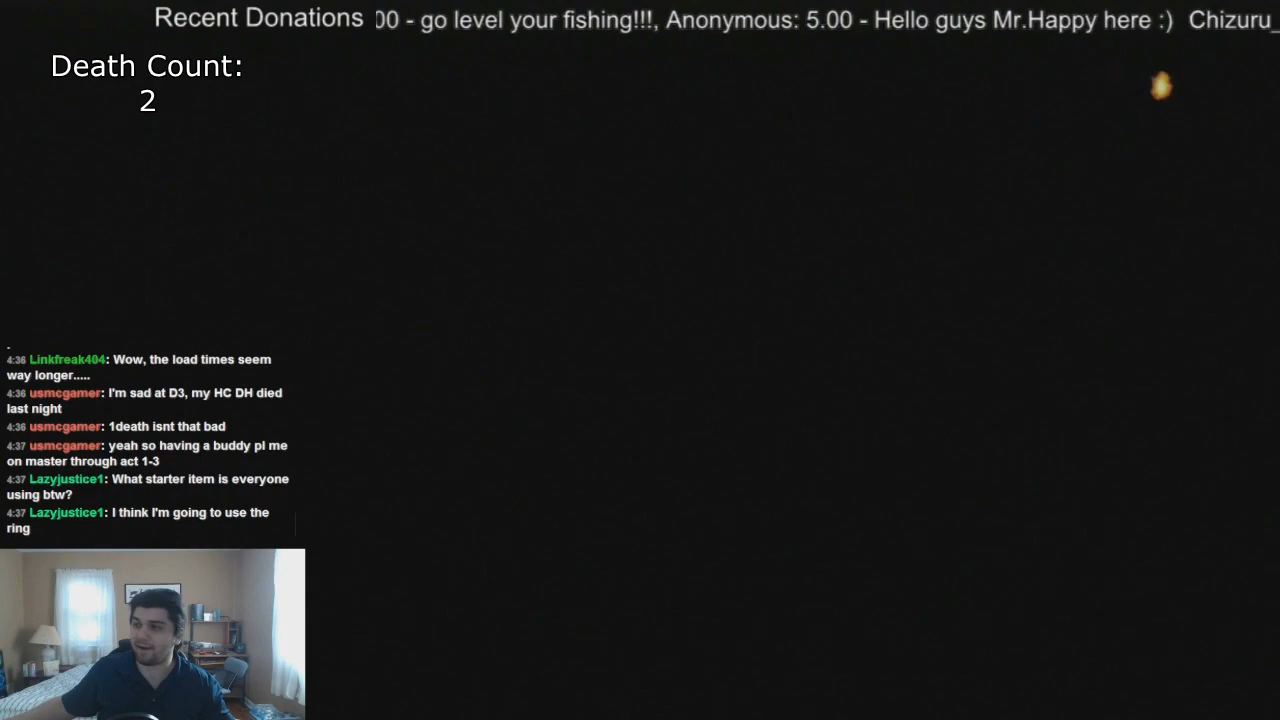 Recent Donations 00 - go level your fishing!!!, Anonymous: 5.00 - Hello guys Mr.Happy here :) Chizuru_
Death Count:
2
4:36 Linkfreak404: Wow, the load times seem
way longer.....
4:36 usmcgamer: I'm sad at D3, my HC DH died
last night
4:36 usmcgamer: 1death isnt that bad
4:37 usmcgamer: yeah so having a buddy pl me
on master through act 1-3
4:37 Lazyjustice1: What starter item is everyone
using btw?
4:37 Lazyjustice1: I think I'm going to use the
ring